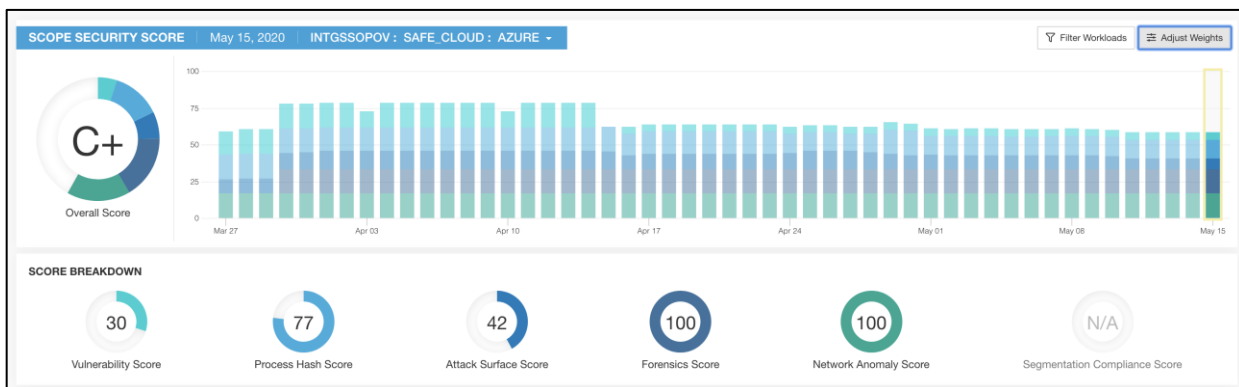 SCOPE SECURITY SCORE May 15, 2020 INTGSSOPOV : SAFE_CLOUD : AZURE
Filter Workloads Adjust Weights
C+
Overall Score
100
75
50
25
0
Mar 27 Apr 03 Apr 10 Apr 17 Apr 24 May 01 May 08 May 15
SCORE BREAKDOWN
30 77 42 100 100 N/A
Vulnerability Score Process Hash Score Attack Surface Score Forensics Score Network Anomaly Score Segmentation Compliance Score